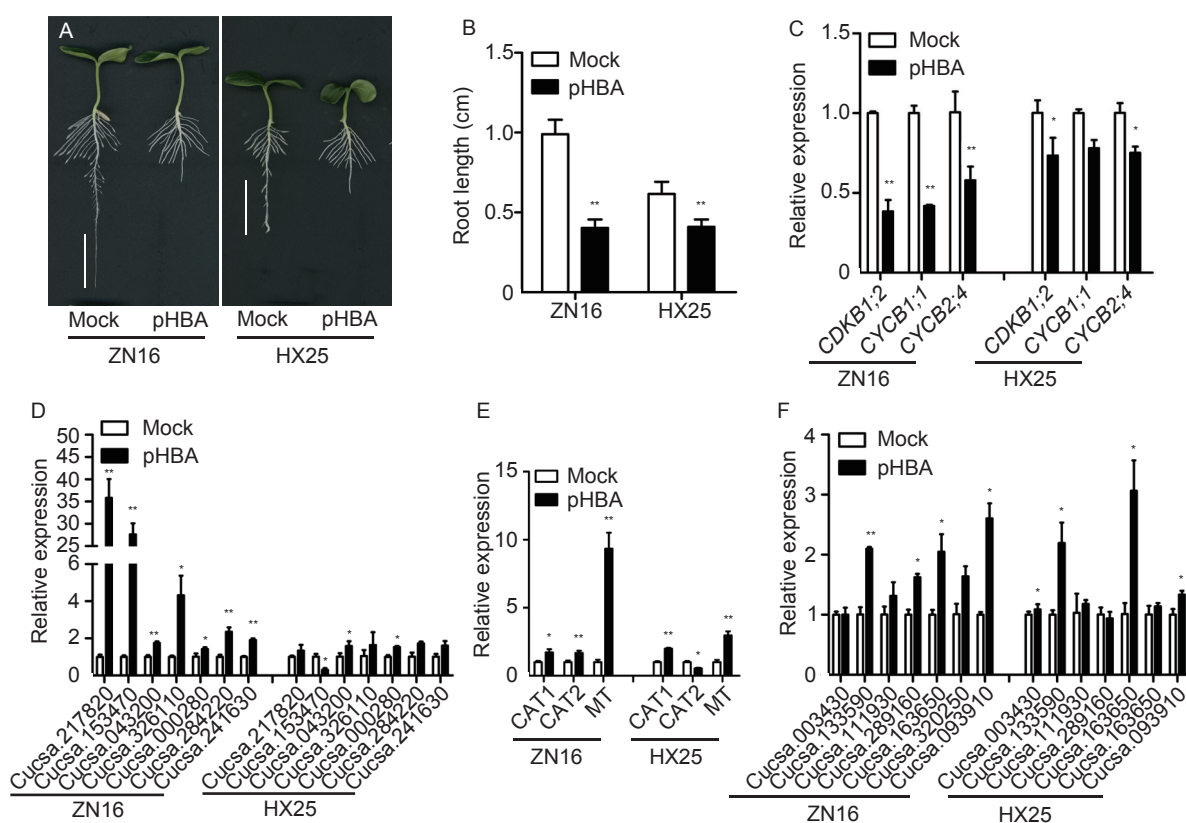 A
Mock
pHBA
Mock
pHBA
ZN16
HX25
B
Root length (cm)
1.5
1.0
0.5
0
Mock
pHBA
**
**
ZN16
HX25
C
Relative expression
1.5
1.0
0.5
0
Mock
pHBA
**
**
**
*
*
CDKB1;2
CYCB1;1
CYCB2;4
CDKB1;2
CYCB1;1
CYCB2;4
ZN16
HX25
D
Relative expression
50
45
40
35
30
25
6
4
2
0
Mock
pHBA
**
**
**
*
*
**
**
*
*
*
Cucsa.217820
Cucsa.153470
Cucsa.043200
Cucsa.326110
Cucsa.000280
Cucsa.284220
Cucsa.241630
Cucsa.217820
Cucsa.153470
Cucsa.043200
Cucsa.326110
Cucsa.000280
Cucsa.284220
Cucsa.241630
ZN16
HX25
E
Relative expression
15
10
5
0
Mock
pHBA
*
**
**
**
*
**
CAT1
CAT2
MT
CAT1
CAT2
MT
ZN16
HX25
F
Relative expression
4
3
2
1
0
Mock
pHBA
**
*
*
*
*
*
*
*
Cucsa.003430
Cucsa.133590
Cucsa.111930
Cucsa.289160
Cucsa.163650
Cucsa.320250
Cucsa.093910
Cucsa.003430
Cucsa.133590
Cucsa.111930
Cucsa.289160
Cucsa.163650
Cucsa.163650
Cucsa.093910
ZN16
HX25